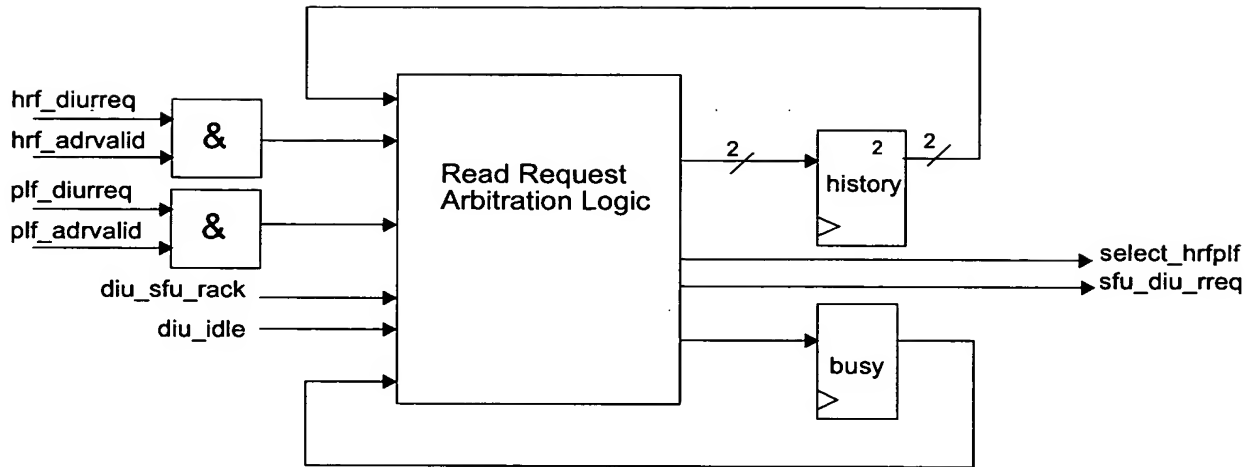 hrf_diurreq
hrf_adrvalid
&
plf_diurreq
plf_adrvalid
&
diu_sfu_rack
diu_idle
Read Request
Arbitration Logic
2
2
2
history
select_hrfplf
sfu_diu_rreq
busy